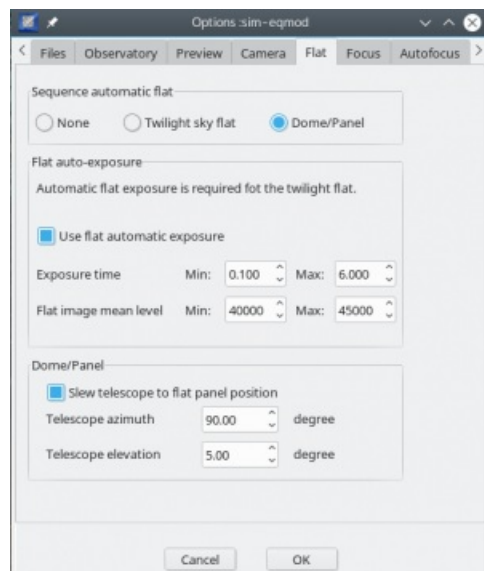 Options :sim-eqmod
Files Observatory Preview Camera Flat Focus Autofocus
Sequence automatic flat
None Twilight sky flat Dome/Panel
Flat auto-exposure
Automatic flat exposure is required fot the twilight flat.
Use flat automatic exposure
Exposure time Min: 0.100 Max: 6.000
Flat image mean level Min: 40000 Max: 45000
Dome/Panel
Slew telescope to flat panel position
Telescope azimuth 90.00 degree
Telescope elevation 5.00 degree
Cancel OK